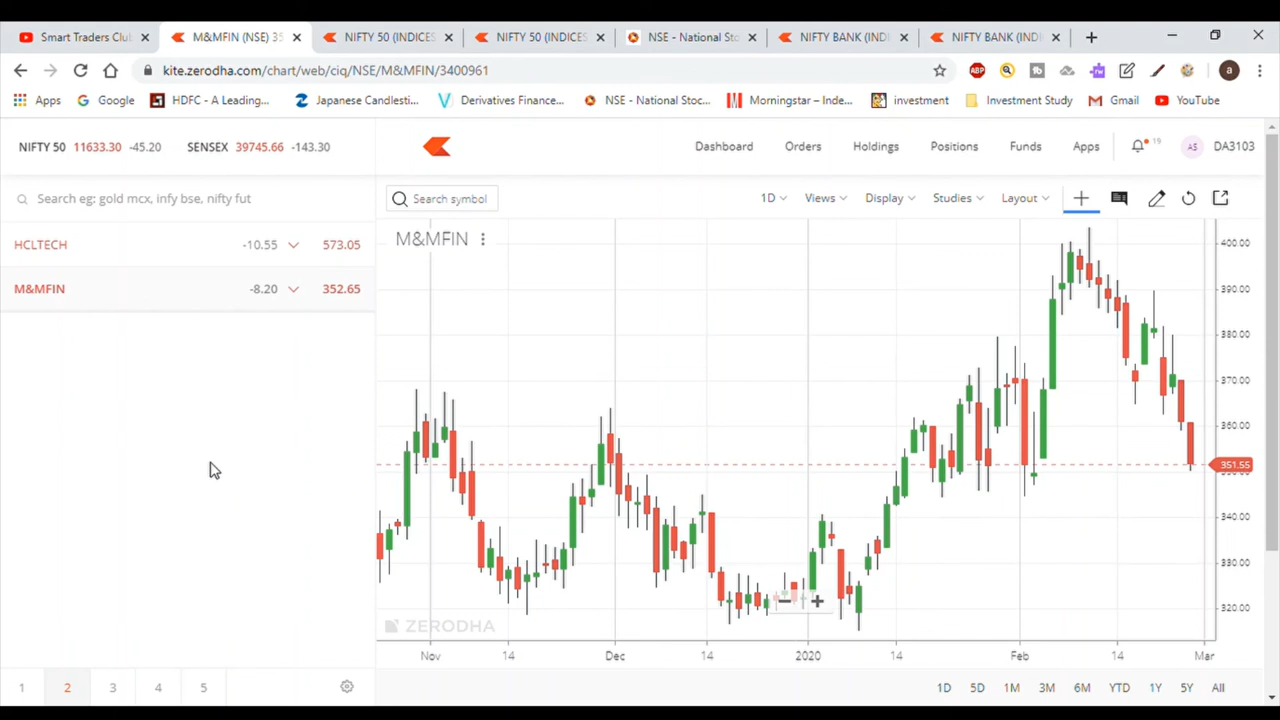 Smart Traders Clu
M&MFIN (NSE) 35
NIFTY 50 (INDICES
NIFTY 50 (INDICES
NSE - National Sto
NIFTY BANK (INDI
NIFTY BANK (INDI
kite.zerodha.com/chart/web/ciq/NSE/M&MFIN/3400961
ABP
a
Apps
Google
HDFC - A Leading...
Japanese Candlesti...
Derivatives Finance...
NSE - National Stoc...
Morningstar – Inde...
investment
Investment Study
Gmail
YouTube
NIFTY 50 11633.30 -45.20 SENSEX 39745.66 -143.30
Dashboard Orders Holdings Positions Funds Apps 19 AS DA3103
Search eg: gold mcx, infy bse, nifty fut
Search symbol
1D Views Display Studies Layout
HCLTECH -10.55 573.05
M&MFIN -8.20 352.65
M&MFIN
400.00
390.00
380.00
370.00
360.00
351.55
340.00
330.00
320.00
ZERODHA
Nov 14 Dec 14 2020 14 Feb 14 Mar
1 2 3 4 5
1D 5D 1M 3M 6M YTD 1Y 5Y All